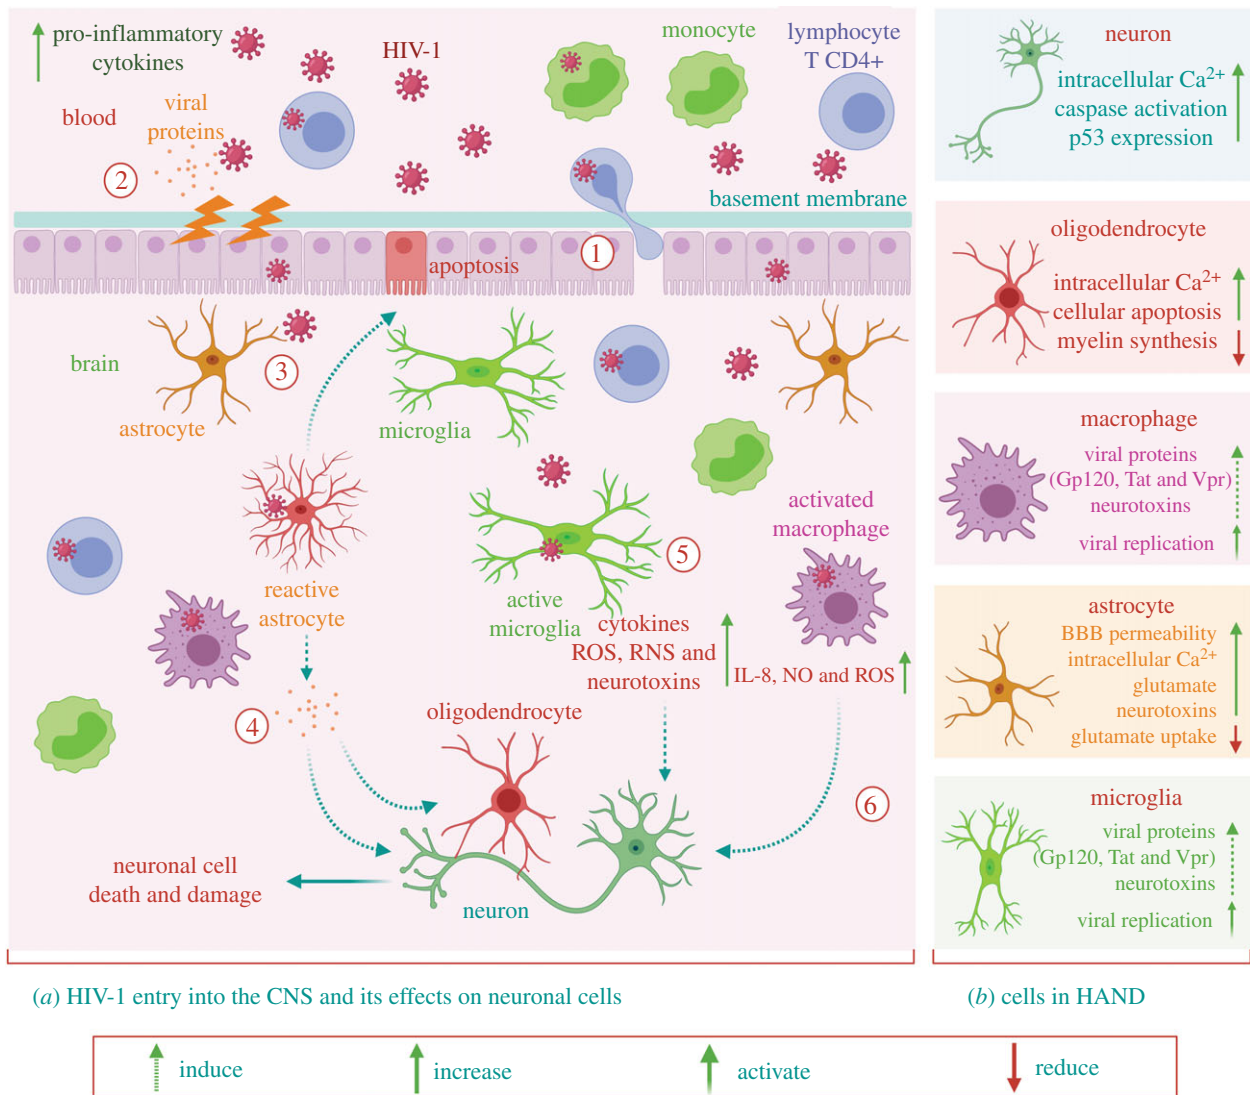 pro-inflammatory
cytokines
HIV-1
monocyte
lymphocyte
T CD4+
blood
viral
proteins
2
basement membrane
1
apoptosis
brain
3
astrocyte
microglia
reactive
astrocyte
active
microglia
5
activated
macrophage
cytokines
ROS, RNS and
neurotoxins
IL-8, NO and ROS
4
oligodendrocyte
6
neuronal cell
death and damage
neuron
(a) HIV-1 entry into the CNS and its effects on neuronal cells
neuron
intracellular Ca²⁺
caspase activation
p53 expression
oligodendrocyte
intracellular Ca²⁺
cellular apoptosis
myelin synthesis
macrophage
viral proteins
(Gp120, Tat and Vpr)
neurotoxins
viral replication
astrocyte
BBB permeability
intracellular Ca²⁺
glutamate
neurotoxins
glutamate uptake
microglia
viral proteins
(Gp120, Tat and Vpr)
neurotoxins
viral replication
(b) cells in HAND
induce
increase
activate
reduce